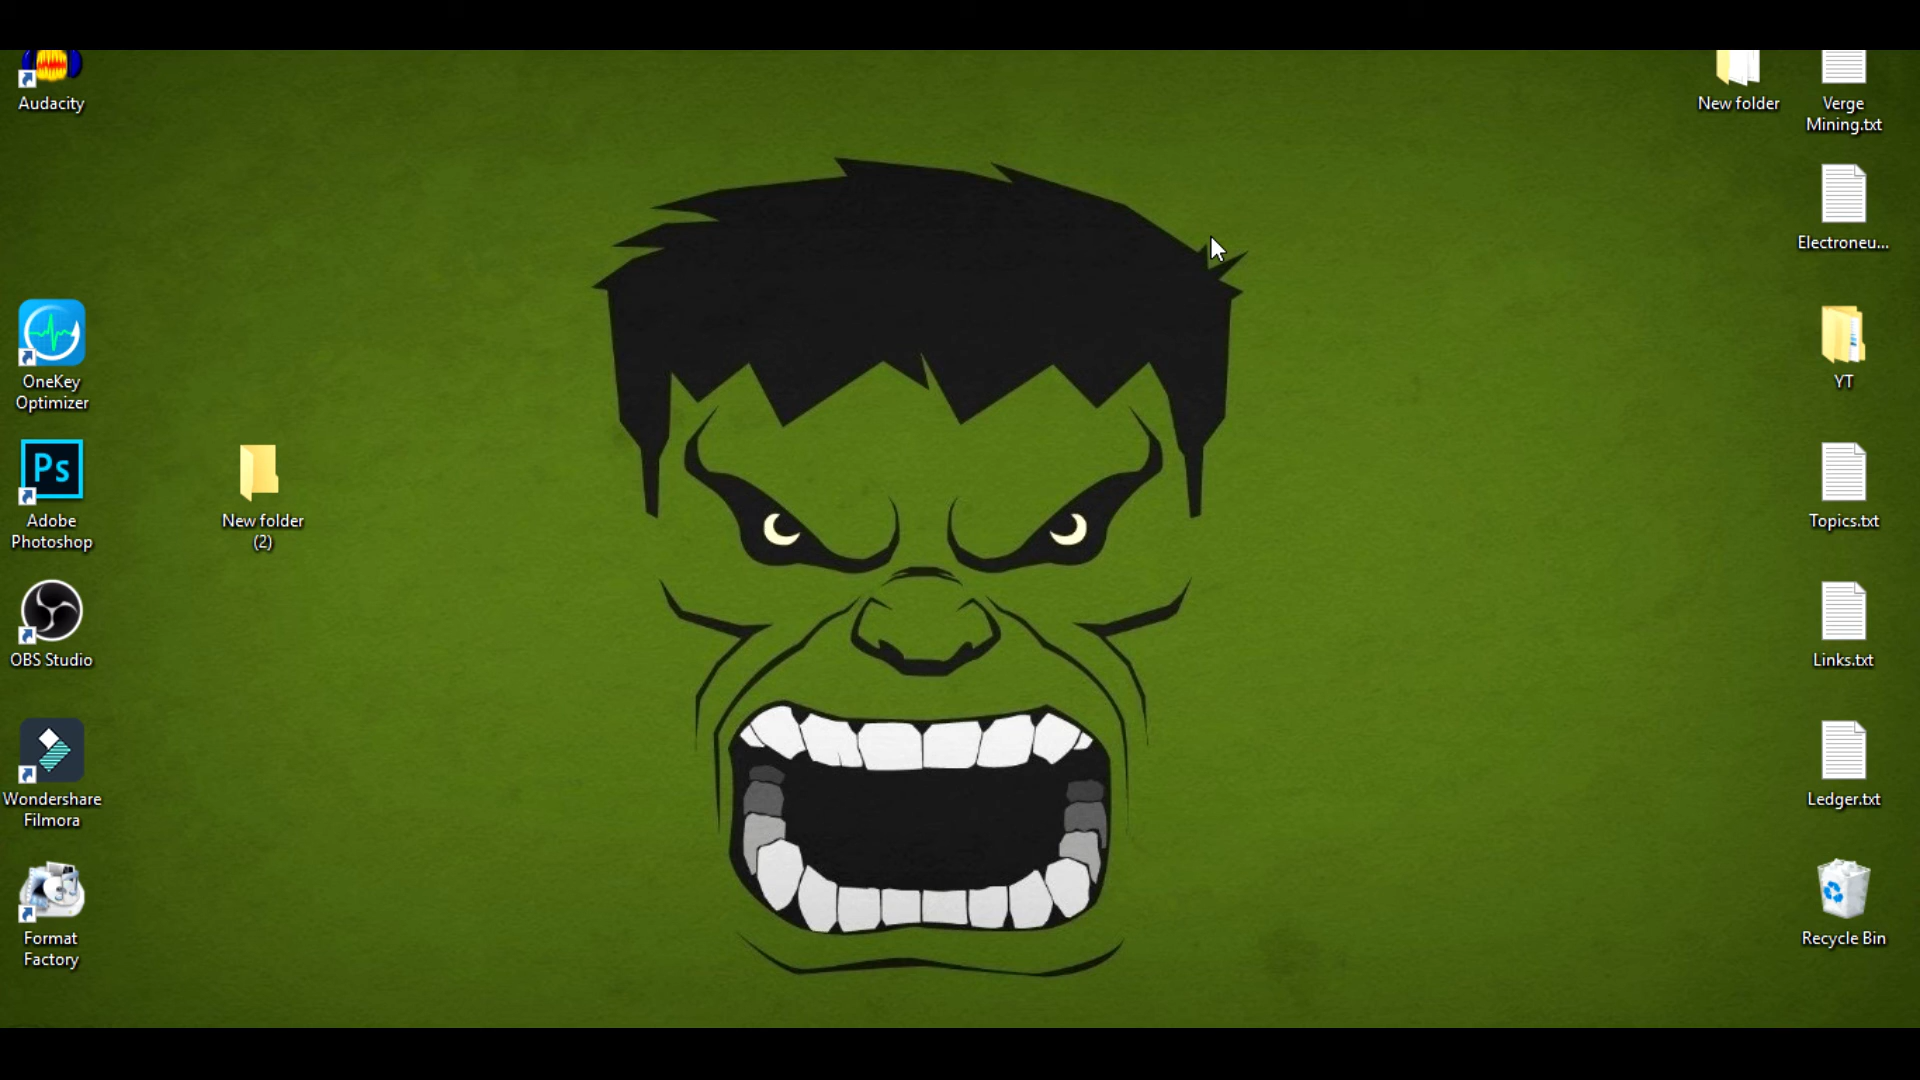 Audacity
OneKey
Optimizer
Ps
Adobe
Photoshop
OBS Studio
Wondershare
Filmora
Format
Factory
New folder
(2)
New folder
Verge
Mining.txt
Electroneu...
YT
Topics.txt
Links.txt
Ledger.txt
Recycle Bin